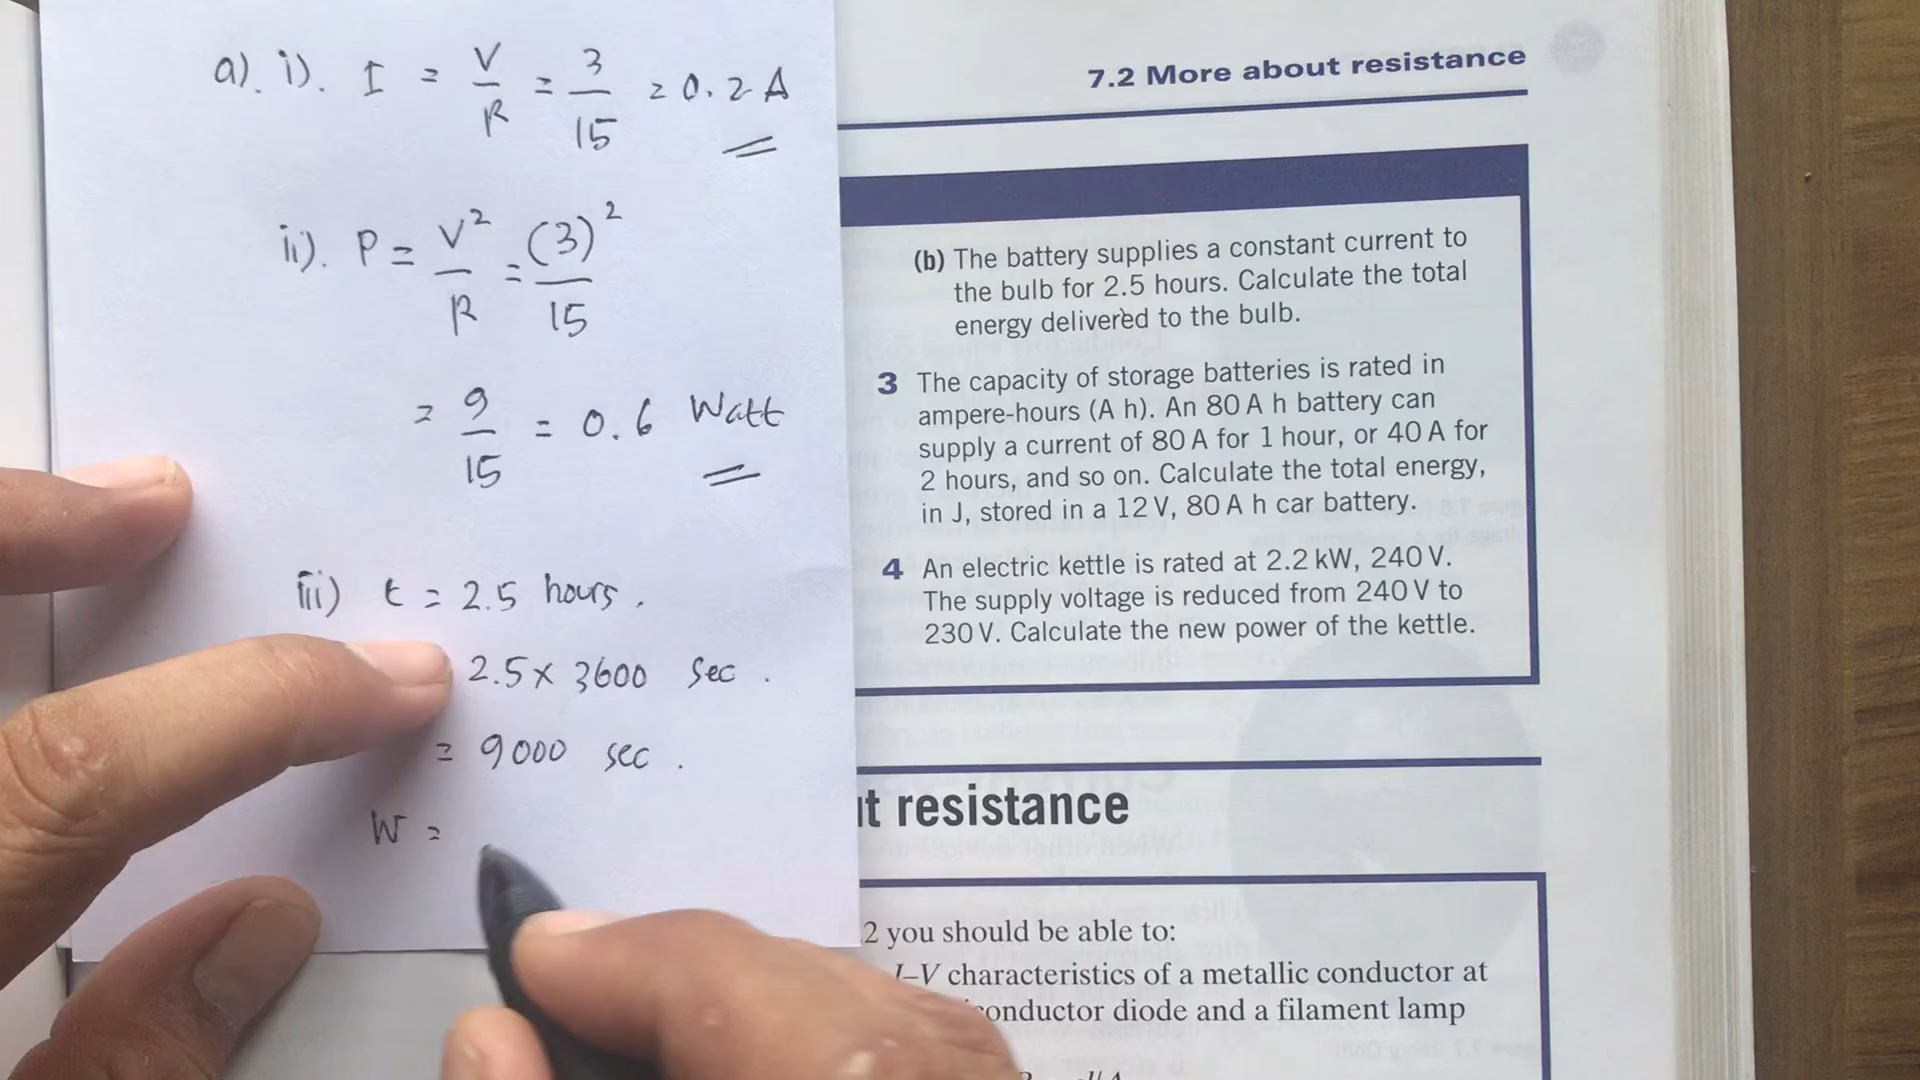 a). i). I = V/R = 3/15 = 0.2 A
ii). P = V²/R = (3)²/15
= 9/15 = 0.6 Watt
iii) t = 2.5 hours.
2.5 x 3600 sec.
= 9000 sec.
W =
7.2 More about resistance
(b) The battery supplies a constant current to
the bulb for 2.5 hours. Calculate the total
energy delivered to the bulb.
3 The capacity of storage batteries is rated in
ampere-hours (A h). An 80 A h battery can
supply a current of 80 A for 1 hour, or 40 A for
2 hours, and so on. Calculate the total energy,
in J, stored in a 12 V, 80 A h car battery.
4 An electric kettle is rated at 2.2 kW, 240 V.
The supply voltage is reduced from 240 V to
230 V. Calculate the new power of the kettle.
t resistance
2 you should be able to:
I–V characteristics of a metallic conductor at
conductor diode and a filament lamp